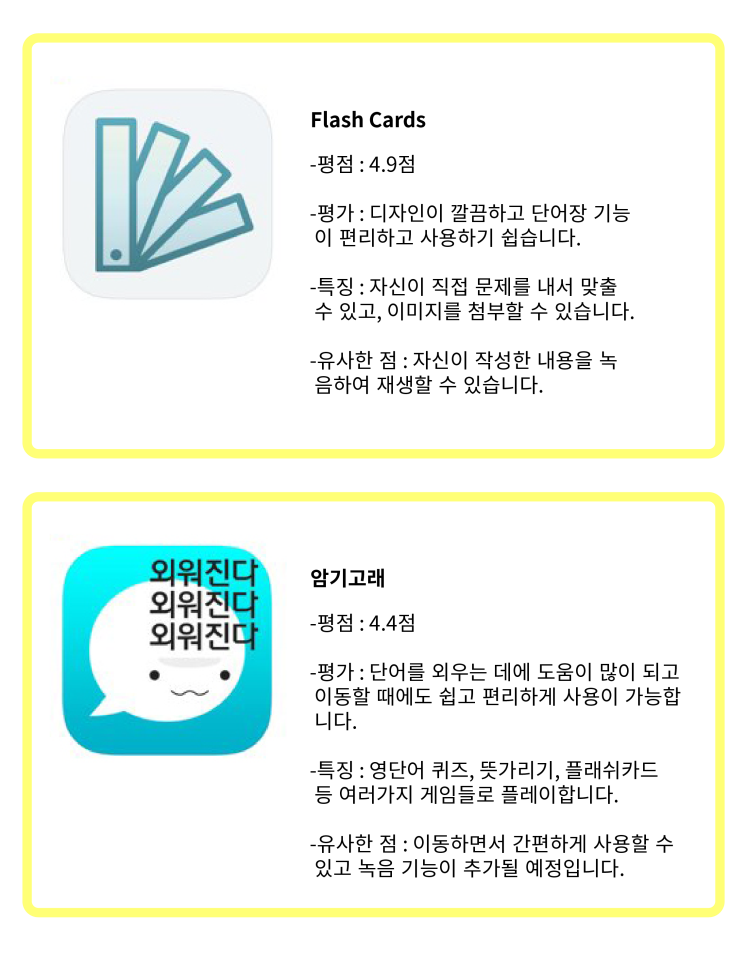 Flash Cards
-평점 : 4.9점
-평가 : 디자인이 깔끔하고 단어장 기능
이 편리하고 사용하기 쉽습니다.
-특징 : 자신이 직접 문제를 내서 맞출
수 있고, 이미지를 첨부할 수 있습니다.
-유사한 점 : 자신이 작성한 내용을 녹
음하여 재생할 수 있습니다.
외워진다
외워진다
외워진다
암기고래
-평점 : 4.4점
-평가 : 단어를 외우는 데에 도움이 많이 되고
이동할 때에도 쉽고 편리하게 사용이 가능합
니다.
-특징 : 영단어 퀴즈, 뜻가리기, 플래쉬카드
등 여러가지 게임들로 플레이합니다.
-유사한 점 : 이동하면서 간편하게 사용할 수
있고 녹음 기능이 추가될 예정입니다.